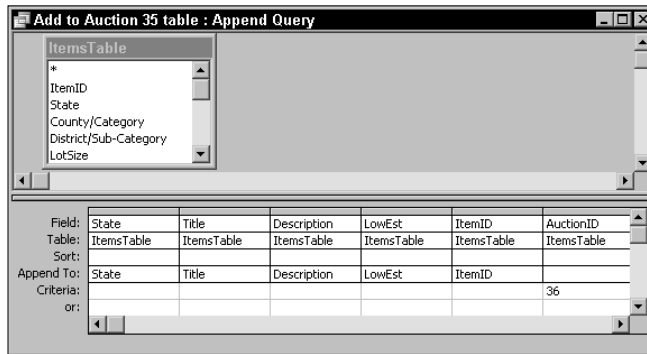 Add to Auction 35 table : Append Query
ItemsTable
*
ItemID
State
County/Category
District/Sub-Category
LotSize
Field: State Title Description LowEst ItemID AuctionID
Table: ItemsTable ItemsTable ItemsTable ItemsTable ItemsTable ItemsTable
Sort:
Append To: State Title Description LowEst ItemID
Criteria: 36
or: